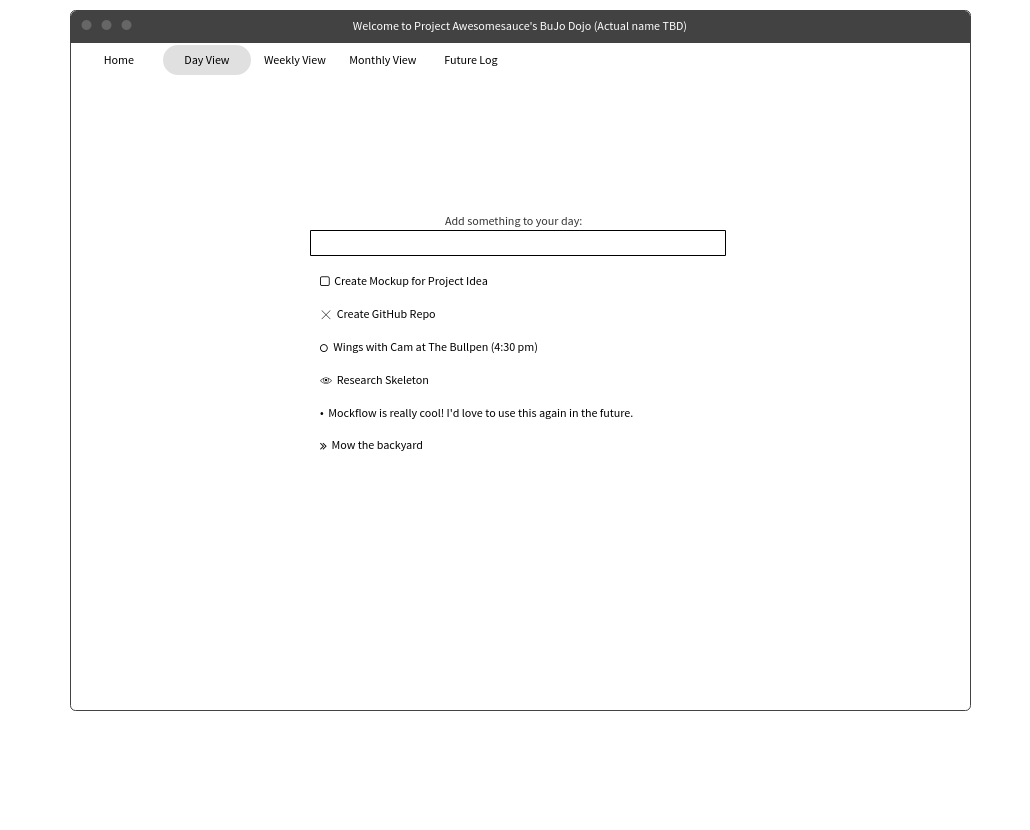 Welcome to Project Awesomesauce's BuJo Dojo (Actual name TBD)
Home Day View Weekly View Monthly View Future Log
Add something to your day:
Create Mockup for Project Idea
Create GitHub Repo
Wings with Cam at The Bullpen (4:30 pm)
Research Skeleton
• Mockflow is really cool! I'd love to use this again in the future.
» Mow the backyard